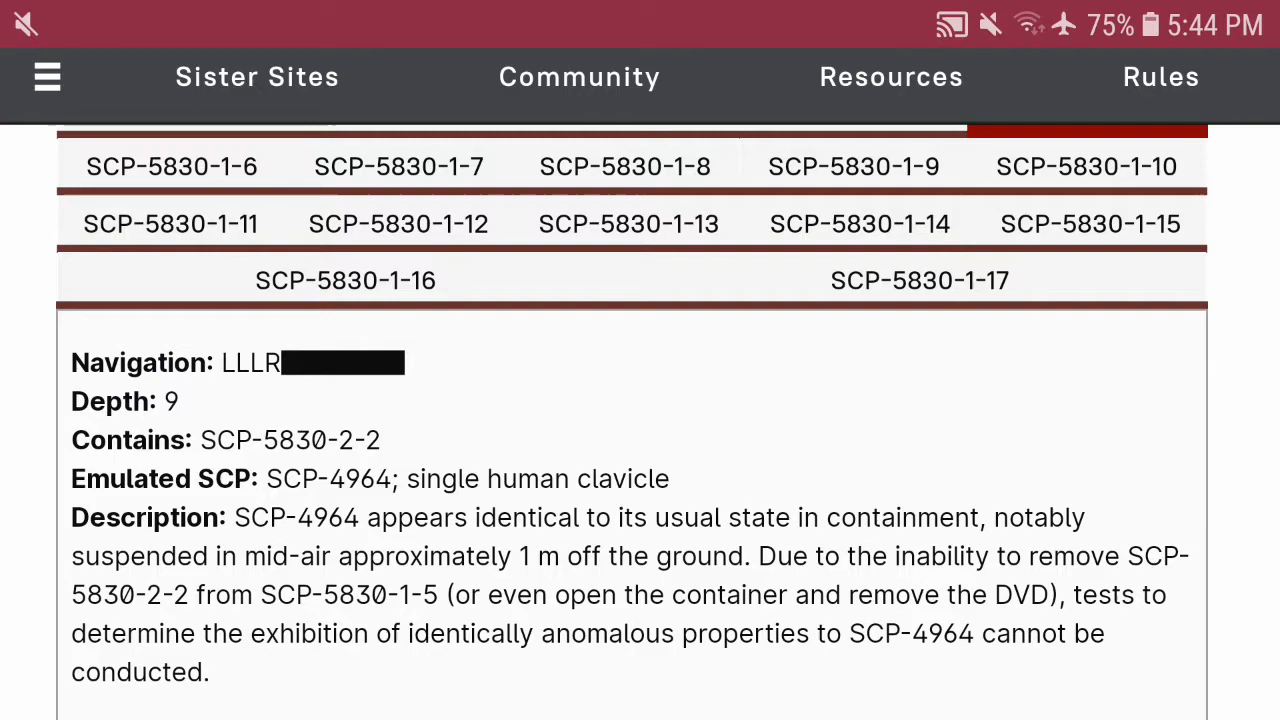 75% 5:44 PM
Sister Sites Community Resources Rules
SCP-5830-1-6 SCP-5830-1-7 SCP-5830-1-8 SCP-5830-1-9 SCP-5830-1-10
SCP-5830-1-11 SCP-5830-1-12 SCP-5830-1-13 SCP-5830-1-14 SCP-5830-1-15
SCP-5830-1-16 SCP-5830-1-17
Navigation: LLLR
Depth: 9
Contains: SCP-5830-2-2
Emulated SCP: SCP-4964; single human clavicle
Description: SCP-4964 appears identical to its usual state in containment, notably
suspended in mid-air approximately 1 m off the ground. Due to the inability to remove SCP-
5830-2-2 from SCP-5830-1-5 (or even open the container and remove the DVD), tests to
determine the exhibition of identically anomalous properties to SCP-4964 cannot be
conducted.